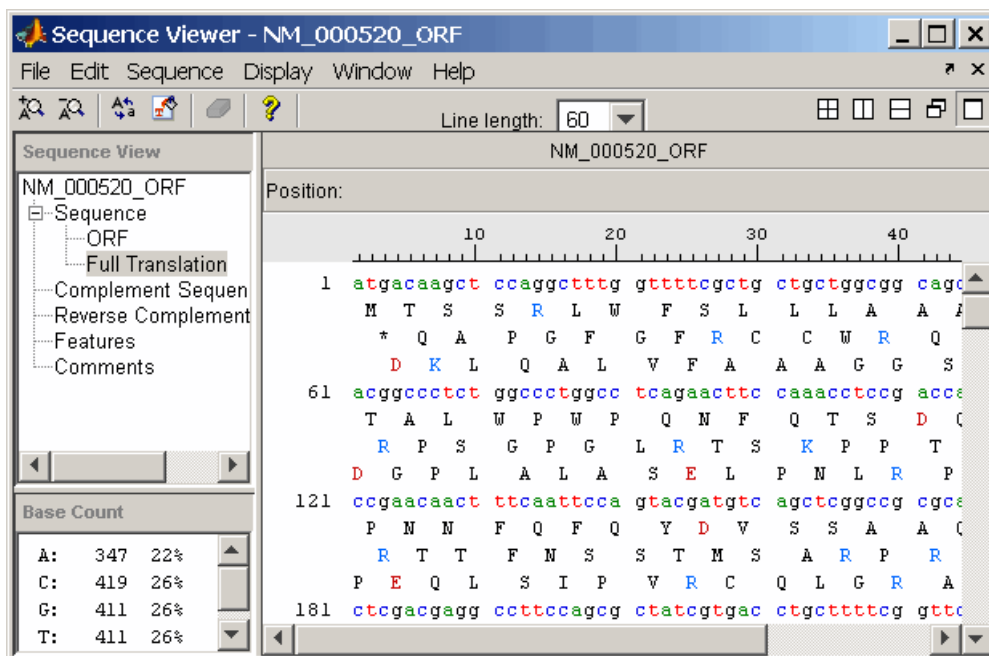 Sequence Viewer - NM_000520_ORF
File Edit Sequence Display Window Help
Line length: 60
Sequence View
NM_000520_ORF
Sequence
ORF
Full Translation
Complement Sequen
Reverse Complement
Features
Comments
Base Count
A: 347 22%
C: 419 26%
G: 411 26%
T: 411 26%
NM_000520_ORF
Position:
10 20 30 40
1 atgacaagct ccaggctttg gttttcgctg ctgctggcgg cagc
M T S S R L W F S L L L A A A
* Q A P G F G F R C C W R Q
D K L Q A L V F A A A G G S
61 acggccctct ggccctggcc tcagaacttc caaacctccg acca
T A L W P W P Q N F Q T S D Q
R P S G P G L R T S K P P T
D G P L A L A S E L P N L R P
121 ccgaacaact ttcaattcca gtacgatgtc agctcggccg cgca
P N N F Q F Q Y D V S S A A Q
R T T F N S S T M S A R P R
P E Q L S I P V R C Q L G R A
181 ctcgacgagg ccttccagcg ctatcgtgac ctgcttttcg gttc